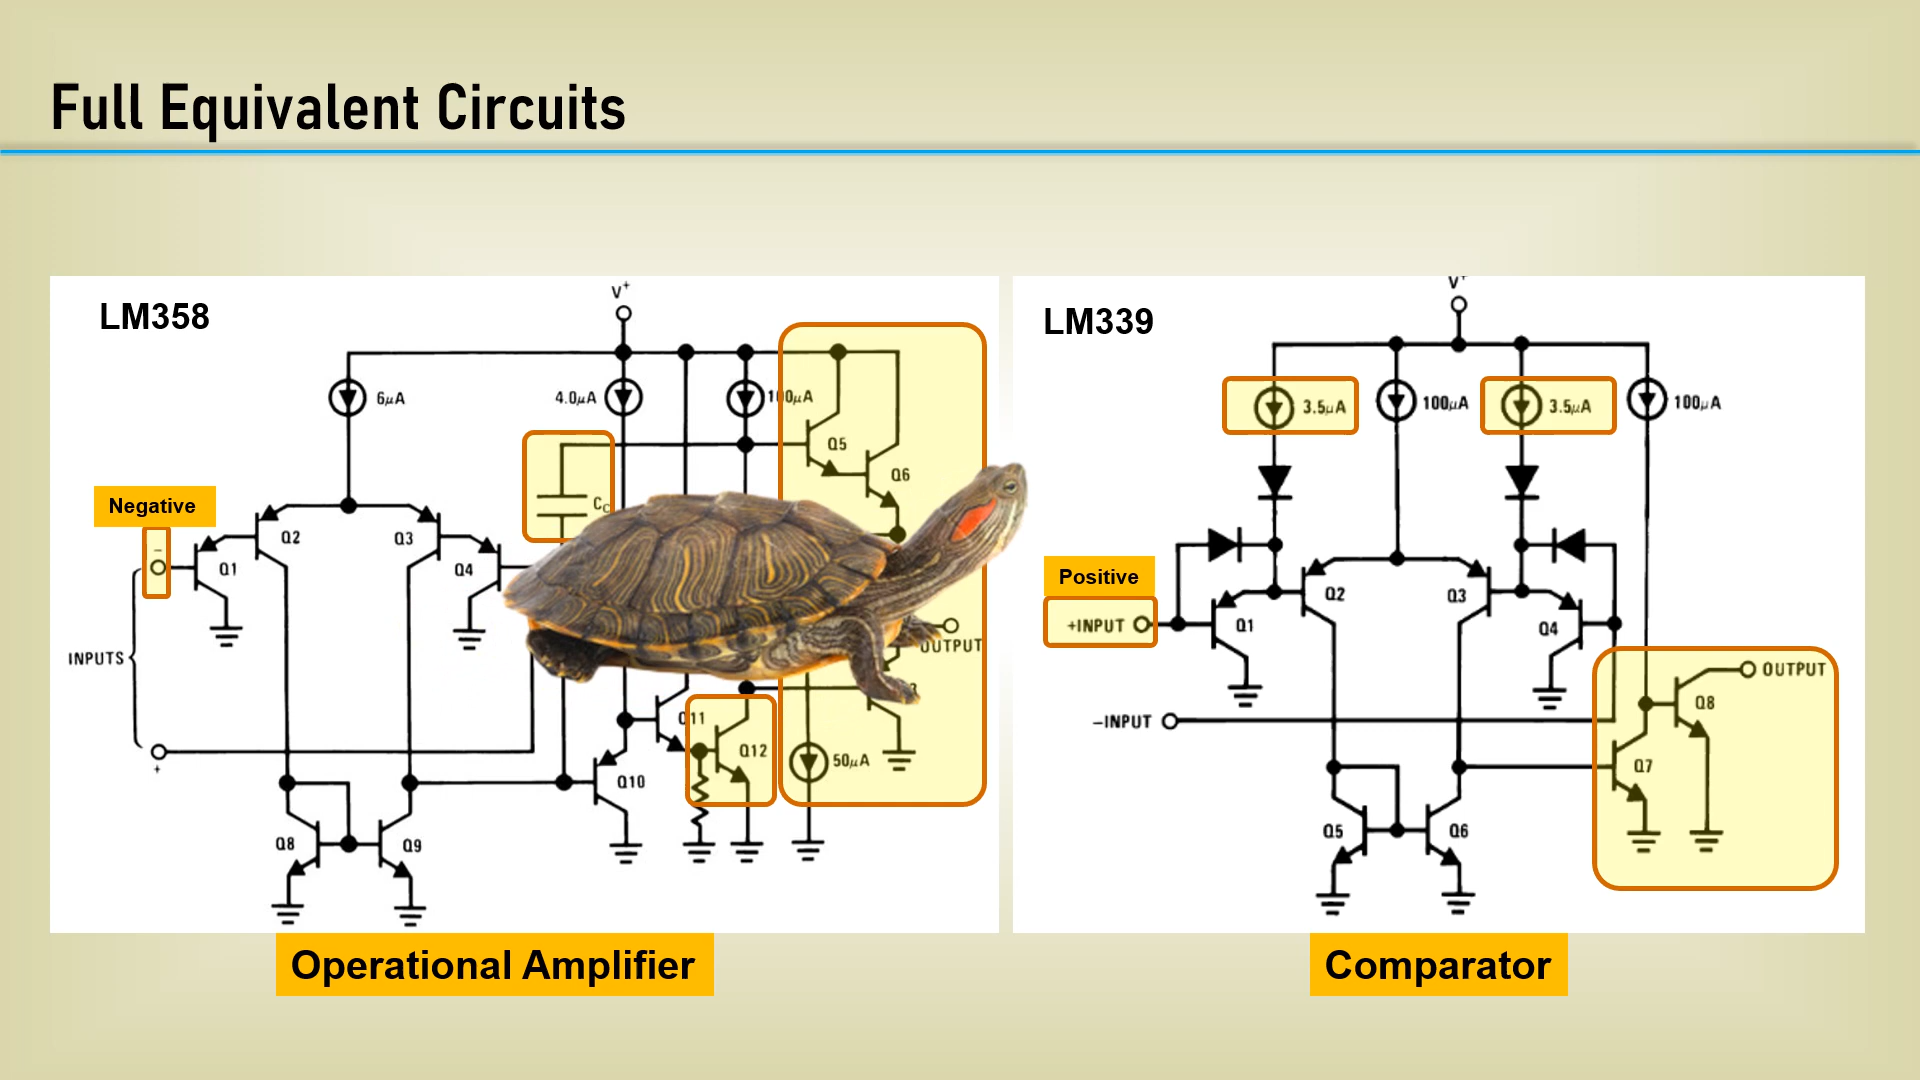 Full Equivalent Circuits
LM358
V+
6µA
4.0µA
100µA
Q5
Q6
CC
Negative
−
Q1
Q2
Q3
Q4
INPUTS
+
OUTPUT
Q12
50µA
Q10
Q8
Q9
Operational Amplifier
LM339
V+
3.5µA
100µA
3.5µA
100µA
Positive
+INPUT
Q1
Q2
Q3
Q4
−INPUT
OUTPUT
Q8
Q7
Q5
Q6
Comparator